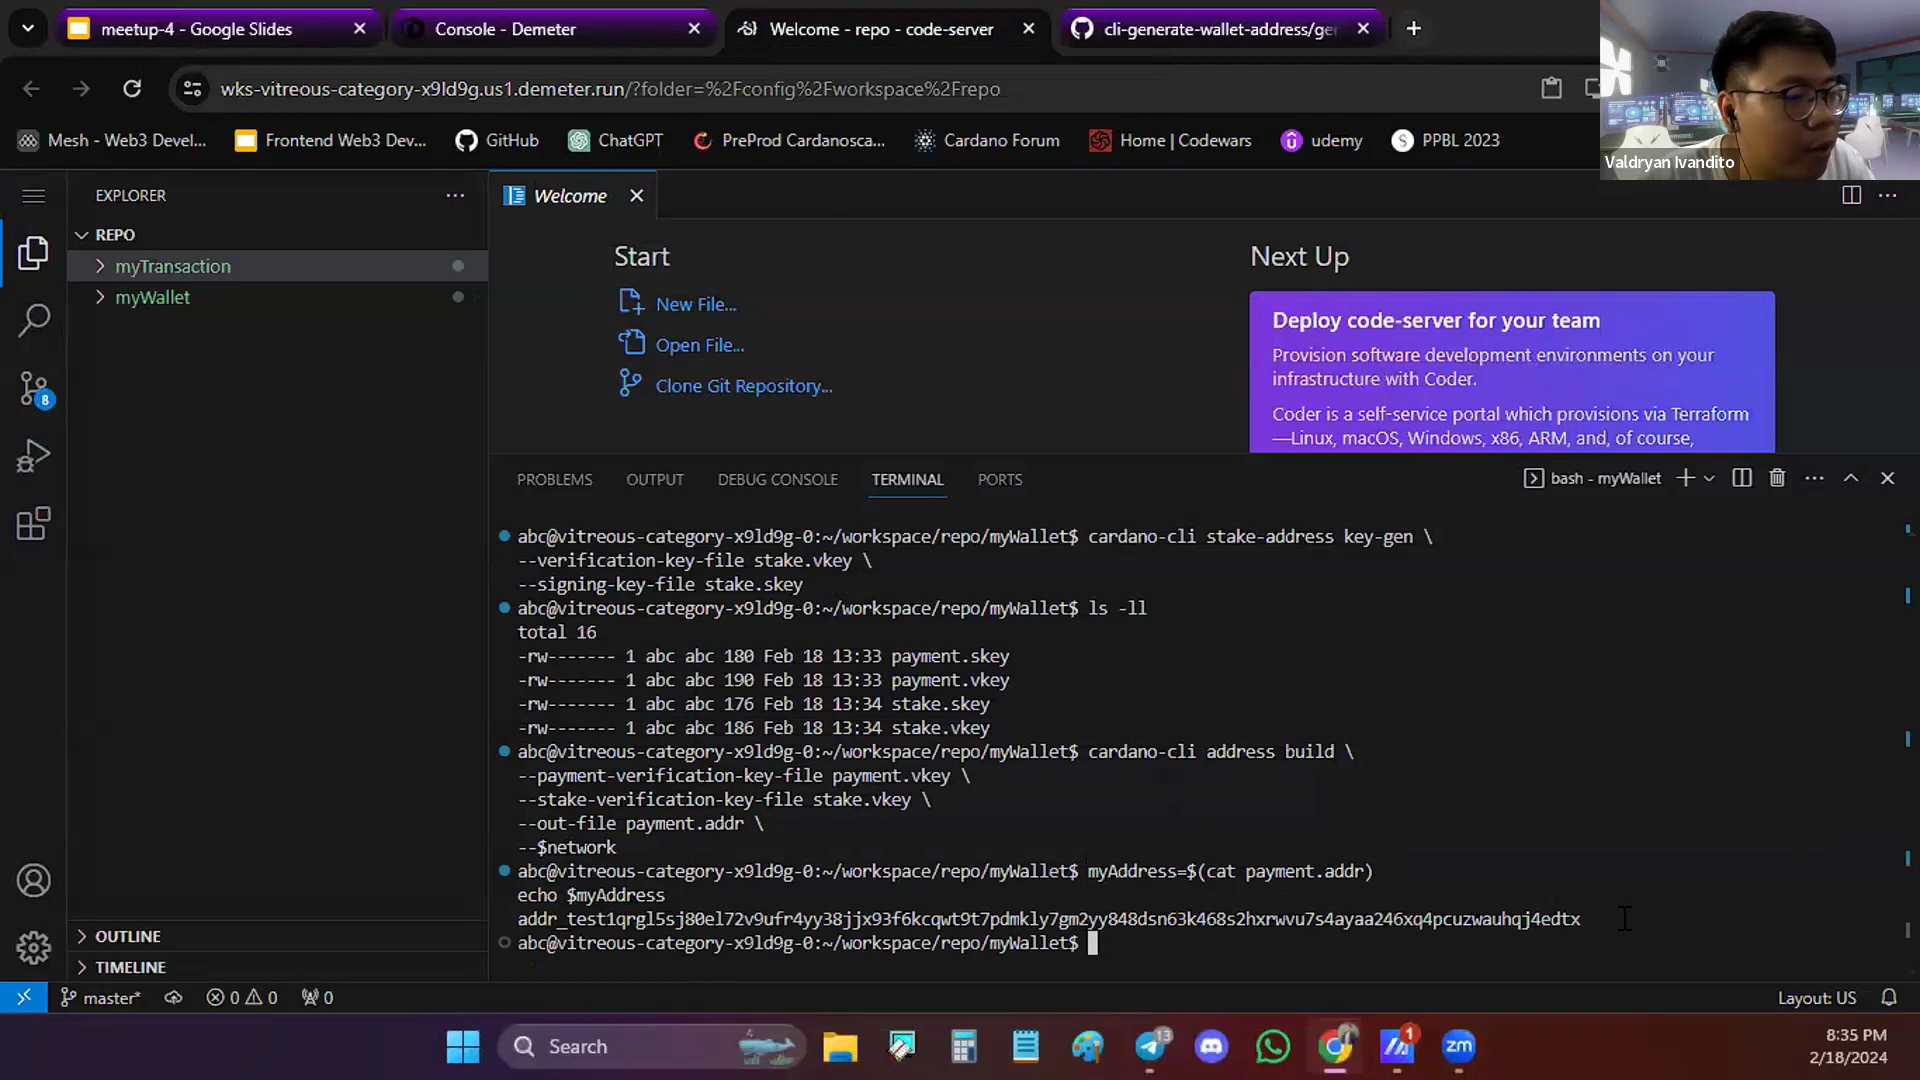 meetup-4 - Google Slides
Console - Demeter
Welcome - repo - code-server
cli-generate-wallet-address/ger
wks-vitreous-category-x9ld9g.us1.demeter.run/?folder=%2Fconfig%2Fworkspace%2Frepo
Mesh - Web3 Devel...
Frontend Web3 Dev...
GitHub
ChatGPT
PreProd Cardanosca...
Cardano Forum
Home | Codewars
udemy
PPBL 2023
Valdryan Ivandito
EXPLORER
REPO
myTransaction
myWallet
8
OUTLINE
TIMELINE
Welcome
Start
New File...
Open File...
Clone Git Repository...
Next Up
Deploy code-server for your team
Provision software development environments on your
infrastructure with Coder.
Coder is a self-service portal which provisions via Terraform
—Linux, macOS, Windows, x86, ARM, and, of course,
PROBLEMS
OUTPUT
DEBUG CONSOLE
TERMINAL
PORTS
bash - myWallet
abc@vitreous-category-x9ld9g-0:~/workspace/repo/myWallet$ cardano-cli stake-address key-gen \
--verification-key-file stake.vkey \
--signing-key-file stake.skey
abc@vitreous-category-x9ld9g-0:~/workspace/repo/myWallet$ ls -ll
total 16
-rw------- 1 abc abc 180 Feb 18 13:33 payment.skey
-rw------- 1 abc abc 190 Feb 18 13:33 payment.vkey
-rw------- 1 abc abc 176 Feb 18 13:34 stake.skey
-rw------- 1 abc abc 186 Feb 18 13:34 stake.vkey
abc@vitreous-category-x9ld9g-0:~/workspace/repo/myWallet$ cardano-cli address build \
--payment-verification-key-file payment.vkey \
--stake-verification-key-file stake.vkey \
--out-file payment.addr \
--$network
abc@vitreous-category-x9ld9g-0:~/workspace/repo/myWallet$ myAddress=$(cat payment.addr)
echo $myAddress
addr_test1qrgl5sj80el72v9ufr4yy38jjx93f6kcqwt9t7pdmkly7gm2yy848dsn63k468s2hxrwvu7s4ayaa246xq4pcuzwauhqj4edtx
abc@vitreous-category-x9ld9g-0:~/workspace/repo/myWallet$
master*
0
0
0
Layout: US
Search
13
1
zm
8:35 PM
2/18/2024